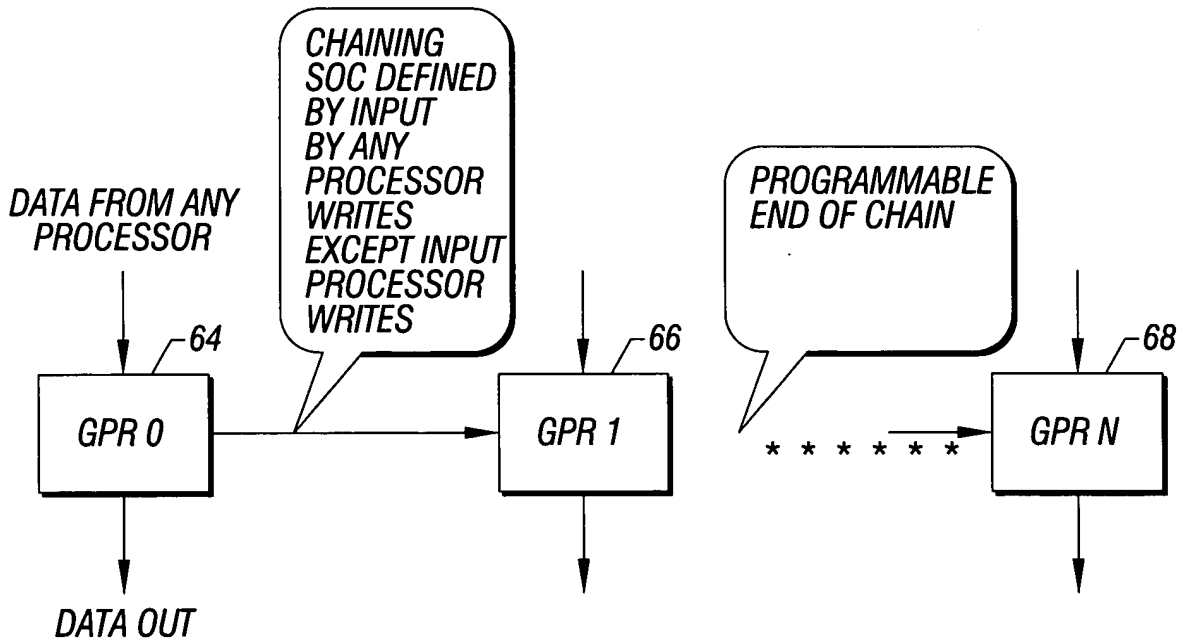 CHAINING
SOC DEFINED
BY INPUT
BY ANY
PROCESSOR
WRITES
EXCEPT INPUT
PROCESSOR
WRITES
PROGRAMMABLE
END OF CHAIN
DATA FROM ANY
PROCESSOR
64
66
68
GPR 0
GPR 1
* * * * * *
GPR N
DATA OUT